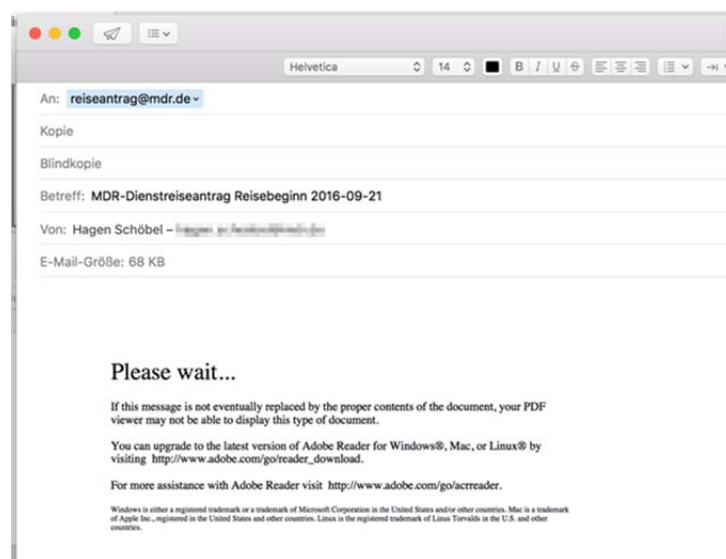 Helvetica 14 B I U S
An: reiseantrag@mdr.de
Kopie
Blindkopie
Betreff: MDR-Dienstreiseantrag Reisebeginn 2016-09-21
Von: Hagen Schöbel –
E-Mail-Größe: 68 KB
Please wait...
If this message is not eventually replaced by the proper contents of the document, your PDF
viewer may not be able to display this type of document.
You can upgrade to the latest version of Adobe Reader for Windows®, Mac, or Linux® by
visiting http://www.adobe.com/go/reader_download.
For more assistance with Adobe Reader visit http://www.adobe.com/go/acrreader.
Windows is either a registered trademark or a trademark of Microsoft Corporation in the United States and/or other countries. Mac is a trademark
of Apple Inc., registered in the United States and other countries. Linux is the registered trademark of Linus Torvalds in the U.S. and other
countries.